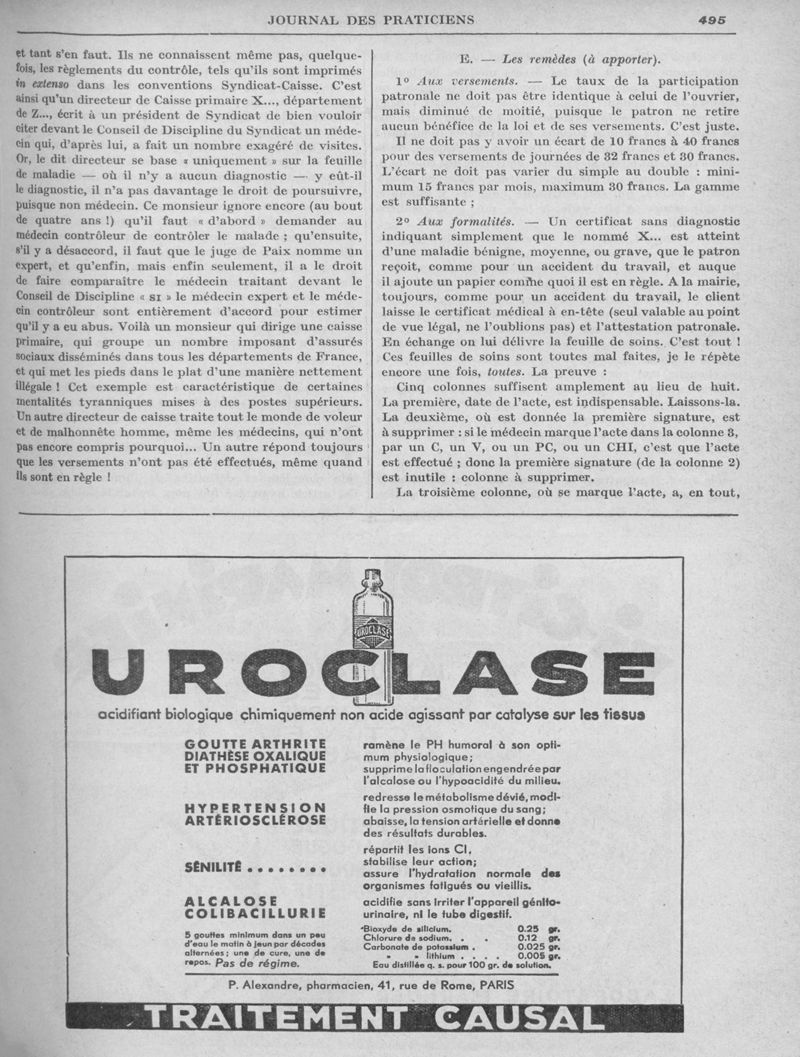 JOURNAL DES PRATICIENS 495
et tant s'en faut. Ils ne connaissent même pas, quelque-
fois, les règlements du contrôle, tels qu'ils sont imprimés
in extenso dans les conventions Syndicat-Caisse. C'est
ainsi qu'un directeur de Caisse primaire X..., département
de Z..., écrit à un président de Syndicat de bien vouloir
citer devant le Conseil de Discipline du Syndicat un méde-
cin qui, d'après lui, a fait un nombre exagéré de visites.
Or, le dit directeur se base « uniquement » sur la feuille
de maladie — où il n'y a aucun diagnostic — y eût-il
le diagnostic, il n'a pas davantage le droit de poursuivre,
puisque non médecin. Ce monsieur ignore encore (au bout
de quatre ans !) qu'il faut « d'abord » demander au
médecin contrôleur de contrôler le malade ; qu'ensuite,
s'il y a désaccord, il faut que le juge de Paix nomme un
expert, et qu'enfin, mais enfin seulement, il a le droit
de faire comparaître le médecin traitant devant le
Conseil de Discipline « SI » le médecin expert et le méde-
cin contrôleur sont entièrement d'accord pour estimer
qu'il y a eu abus. Voilà un monsieur qui dirige une caisse
primaire, qui groupe un nombre imposant d'assurés
sociaux disséminés dans tous les départements de France,
et qui met les pieds dans le plat d'une manière nettement
illégale ! Cet exemple est caractéristique de certaines
mentalités tyranniques mises à des postes supérieurs.
Un autre directeur de caisse traite tout le monde de voleur
et de malhonnête homme, même les médecins, qui n'ont
pas encore compris pourquoi... Un autre répond toujours
que les versements n'ont pas été effectués, même quand
ils sont en règle !
E. — Les remèdes (à apporter).
1° Aux versements. — Le taux de la participation
patronale ne doit pas être identique à celui de l'ouvrier,
mais diminué de moitié, puisque le patron ne retire
aucun bénéfice de la loi et de ses versements. C'est juste.
Il ne doit pas y avoir un écart de 10 francs à 40 francs
pour des versements de journées de 32 francs et 30 francs.
L'écart ne doit pas varier du simple au double : mini-
mum 15 francs par mois, maximum 30 francs. La gamme
est suffisante ;
2° Aux formalités. — Un certificat sans diagnostic
indiquant simplement que le nommé X... est atteint
d'une maladie bénigne, moyenne, ou grave, que le patron
reçoit, comme pour un accident du travail, et auque
il ajoute un papier comme quoi il est en règle. A la mairie,
toujours, comme pour un accident du travail, le client
laisse le certificat médical à en-tête (seul valable au point
de vue légal, ne l'oublions pas) et l'attestation patronale.
En échange on lui délivre la feuille de soins. C'est tout !
Ces feuilles de soins sont toutes mal faites, je le répète
encore une fois, toutes. La preuve :
Cinq colonnes suffisent amplement au lieu de huit.
La première, date de l'acte, est indispensable. Laissons-la.
La deuxième, où est donnée la première signature, est
à supprimer : si le médecin marque l'acte dans la colonne 3,
par un C, un V, ou un PC, ou un CHI, c'est que l'acte
est effectué ; donc la première signature (de la colonne 2)
est inutile : colonne à supprimer.
La troisième colonne, où se marque l'acte, a, en tout,
UROCLASE
UROCLASE
acidifiant biologique chimiquement non acide agissant par catalyse sur les tissus
GOUTTE ARTHRITE
DIATHÈSE OXALIQUE
ET PHOSPHATIQUE
ramène le PH humoral à son opti-
mum physiologique;
supprime la floculation engendrée par
l'alcalose ou l'hypoacidité du milieu.
HYPERTENSION
ARTÉRIOSCLÉROSE
redresse le métabolisme dévié, modi-
fie la pression osmotique du sang;
abaisse, la tension artérielle et donne
des résultats durables.
SÉNILITÉ . . . . . . . .
répartit les ions Cl,
stabilise leur action;
assure l'hydratation normale des
organismes fatigués ou vieillis.
ALCALOSE
COLIBACILLURIE
acidifie sans irriter l'appareil génito-
urinaire, ni le tube digestif.
5 gouttes minimum dans un peu
d'eau le matin à jeun par décades
alternées; une de cure, une de
repos. Pas de régime.
Bioxyde de silicium. 0.25 gr.
Chlorure de sodium. . . 0.12 gr.
Carbonate de potassium . 0.025 gr.
» » lithium . . . . 0.005 gr.
Eau distillée q. s. pour 100 gr. de solution.
P. Alexandre, pharmacien, 41, rue de Rome, PARIS
TRAITEMENT CAUSAL